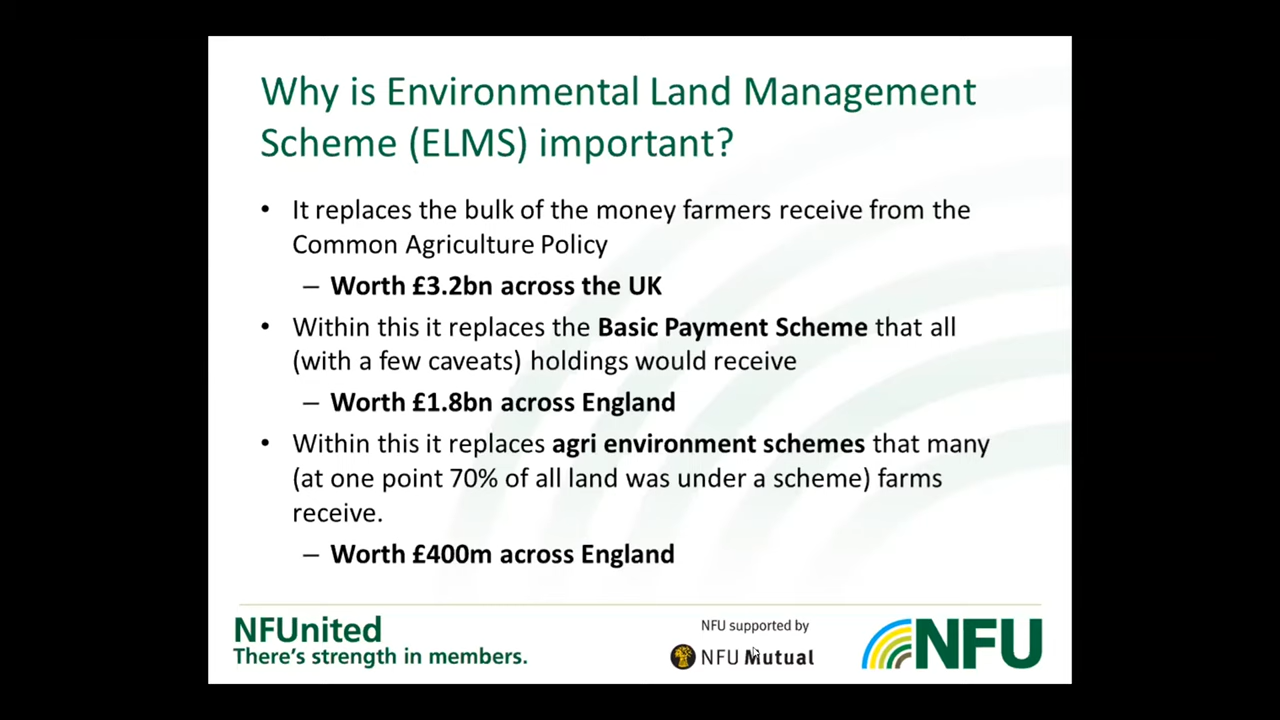 Why is Environmental Land Management
Scheme (ELMS) important?
• It replaces the bulk of the money farmers receive from the
Common Agriculture Policy
– Worth £3.2bn across the UK
• Within this it replaces the Basic Payment Scheme that all
(with a few caveats) holdings would receive
– Worth £1.8bn across England
• Within this it replaces agri environment schemes that many
(at one point 70% of all land was under a scheme) farms
receive.
– Worth £400m across England
NFUnited
There's strength in members.
NFU supported by
NFU Mutual
NFU